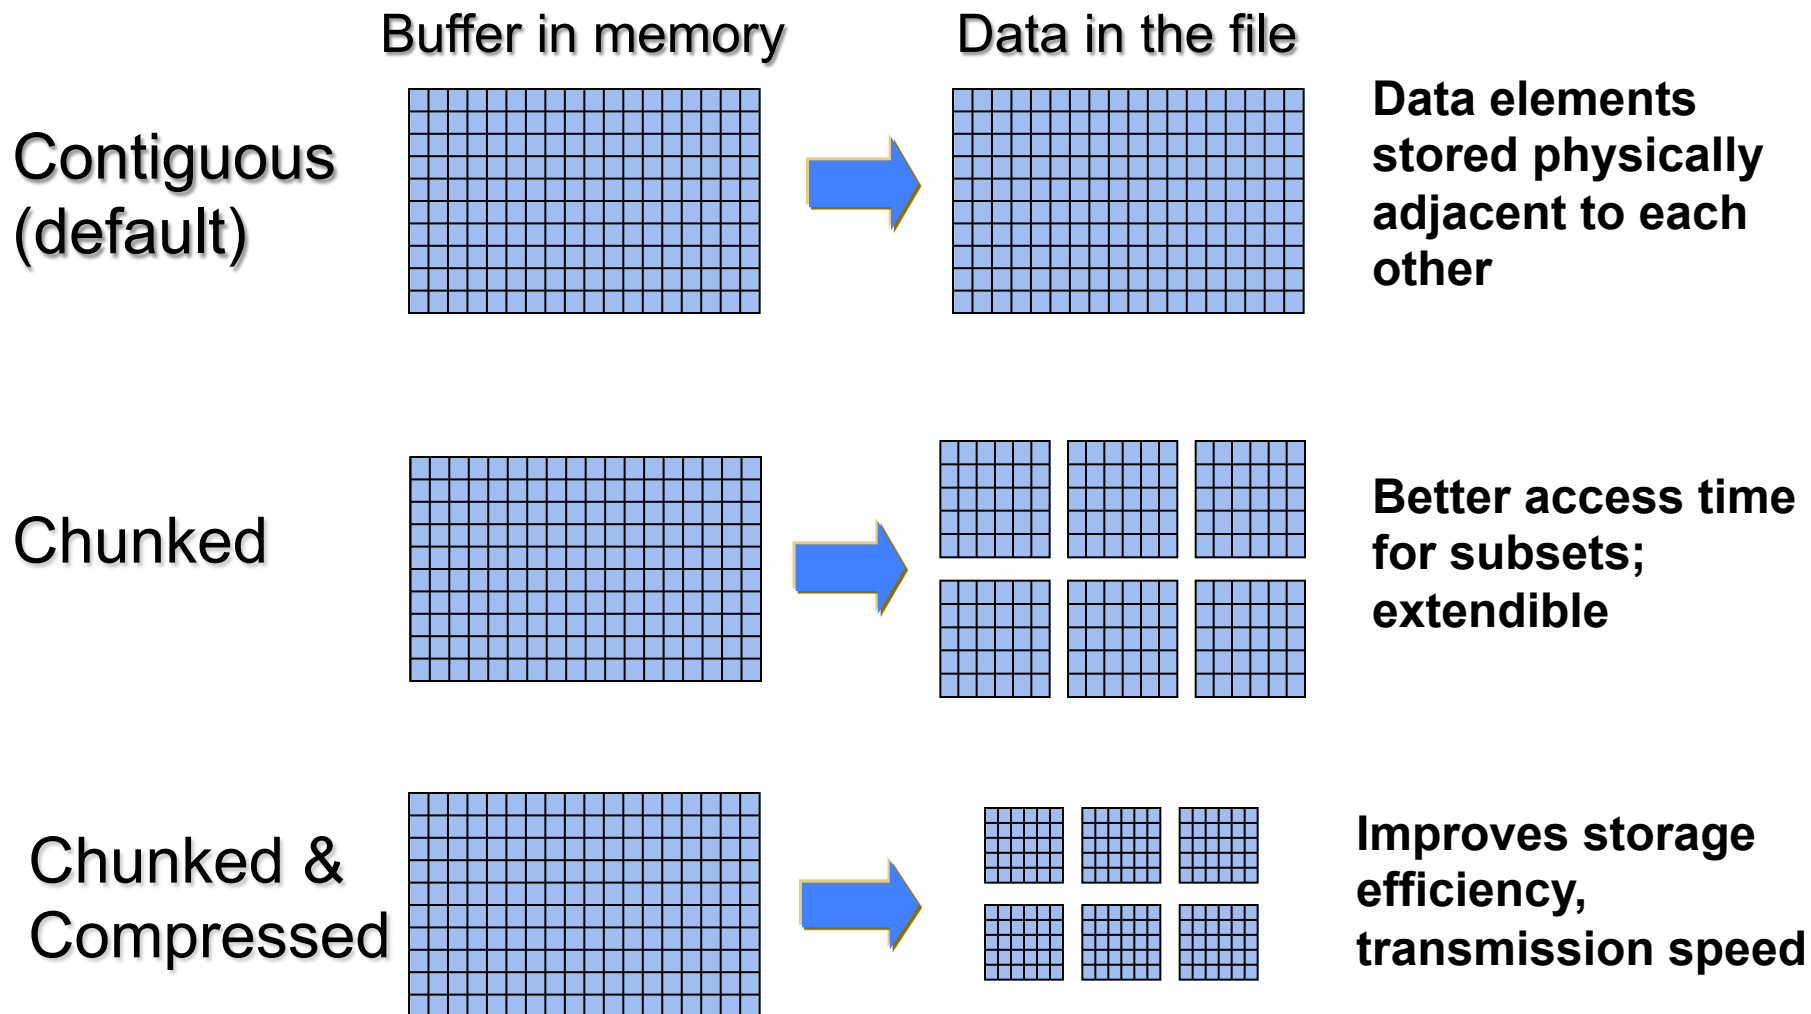 Buffer in memory
Data in the file
Contiguous
(default)
Data elements
stored physically
adjacent to each
other
Chunked
Better access time
for subsets;
extendible
Chunked &
Compressed
Improves storage
efficiency,
transmission speed